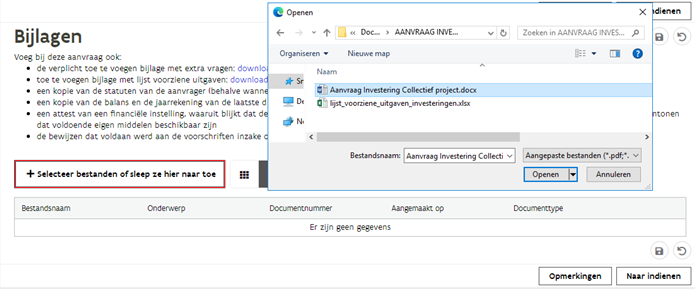 indienen
Bijlagen
Voeg bij deze aanvraag ook:
de verplicht toe te voegen bijlage met extra vragen: download
toe te voegen bijlage met lijst voorziene uitgaven: download
een kopie van de statuten van de aanvrager (behalve wanne
een kopie van de balans en de jaarrekening van de laatste d
een attest van een financiële instelling, waaruit blijkt dat de
antonen
dat voldoende eigen middelen beschikbaar zijn
de bewijzen dat voldaan werd aan de voorschriften inzake o
Openen
Doc...
AANVRAAG INVE...
Zoeken in AANVRAAG INVES...
Organiseren
Nieuwe map
Naam
Sn
Aanvraag Investering Collectief project.docx
De
lijst_voorziene_uitgaven_investeringen.xlsx
Ne
Bestandsnaam:
Aanvraag Investering Collecti
Aangepaste bestanden (*.pdf;*.
Openen
Annuleren
+ Selecteer bestanden of sleep ze hier naar toe
Bestandsnaam Onderwerp Documentnummer Aangemaakt op Documenttype
Er zijn geen gegevens
Opmerkingen
Naar indienen